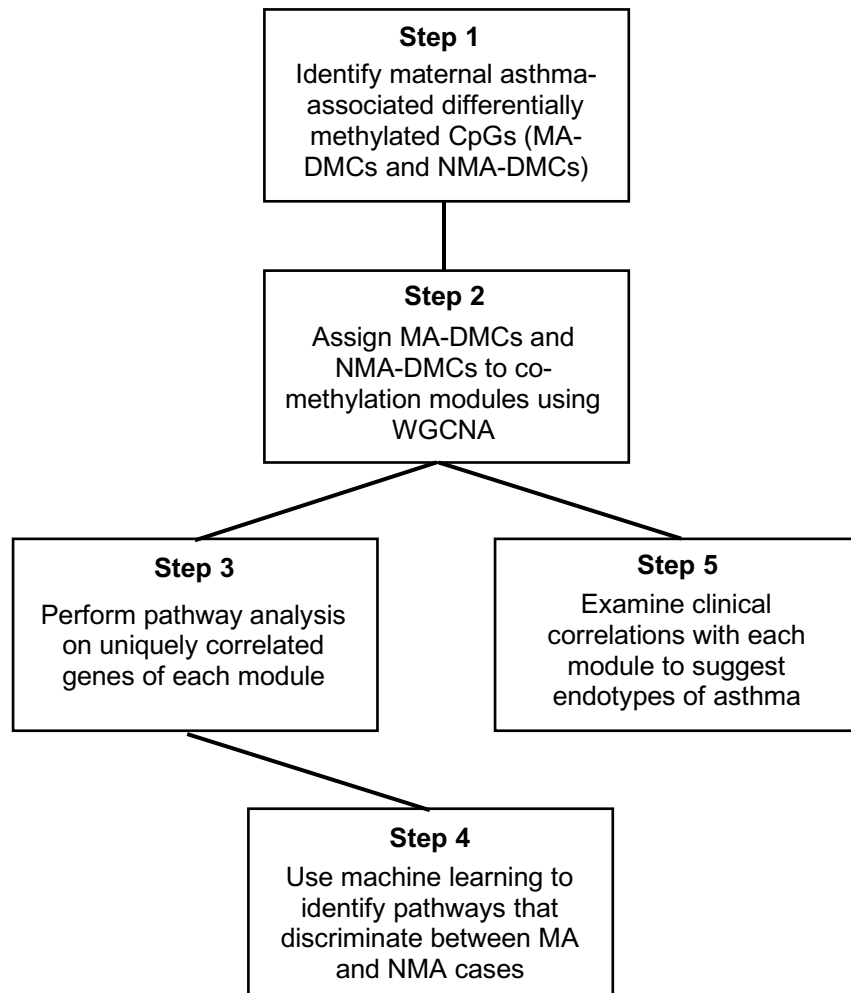 Step 1
Identify maternal asthma-
associated differentially
methylated CpGs (MA-
DMCs and NMA-DMCs)
Step 2
Assign MA-DMCs and
NMA-DMCs to co-
methylation modules using
WGCNA
Step 3
Perform pathway analysis
on uniquely correlated
genes of each module
Step 5
Examine clinical
correlations with each
module to suggest
endotypes of asthma
Step 4
Use machine learning to
identify pathways that
discriminate between MA
and NMA cases